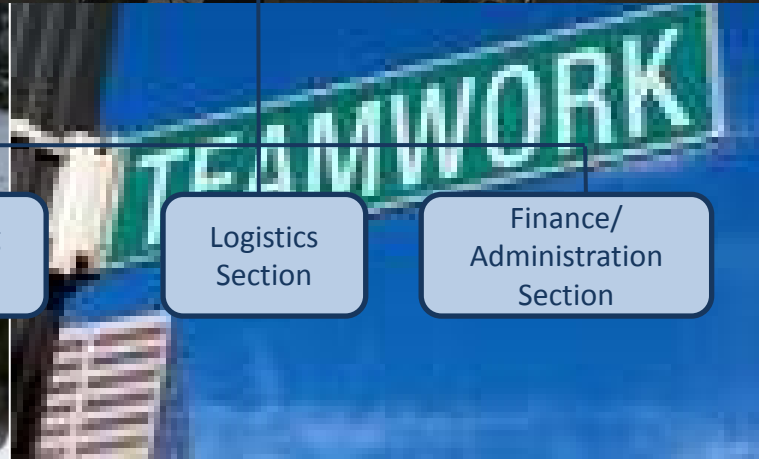 TEAMWORK
Logistics
Section
Finance/
Administration
Section